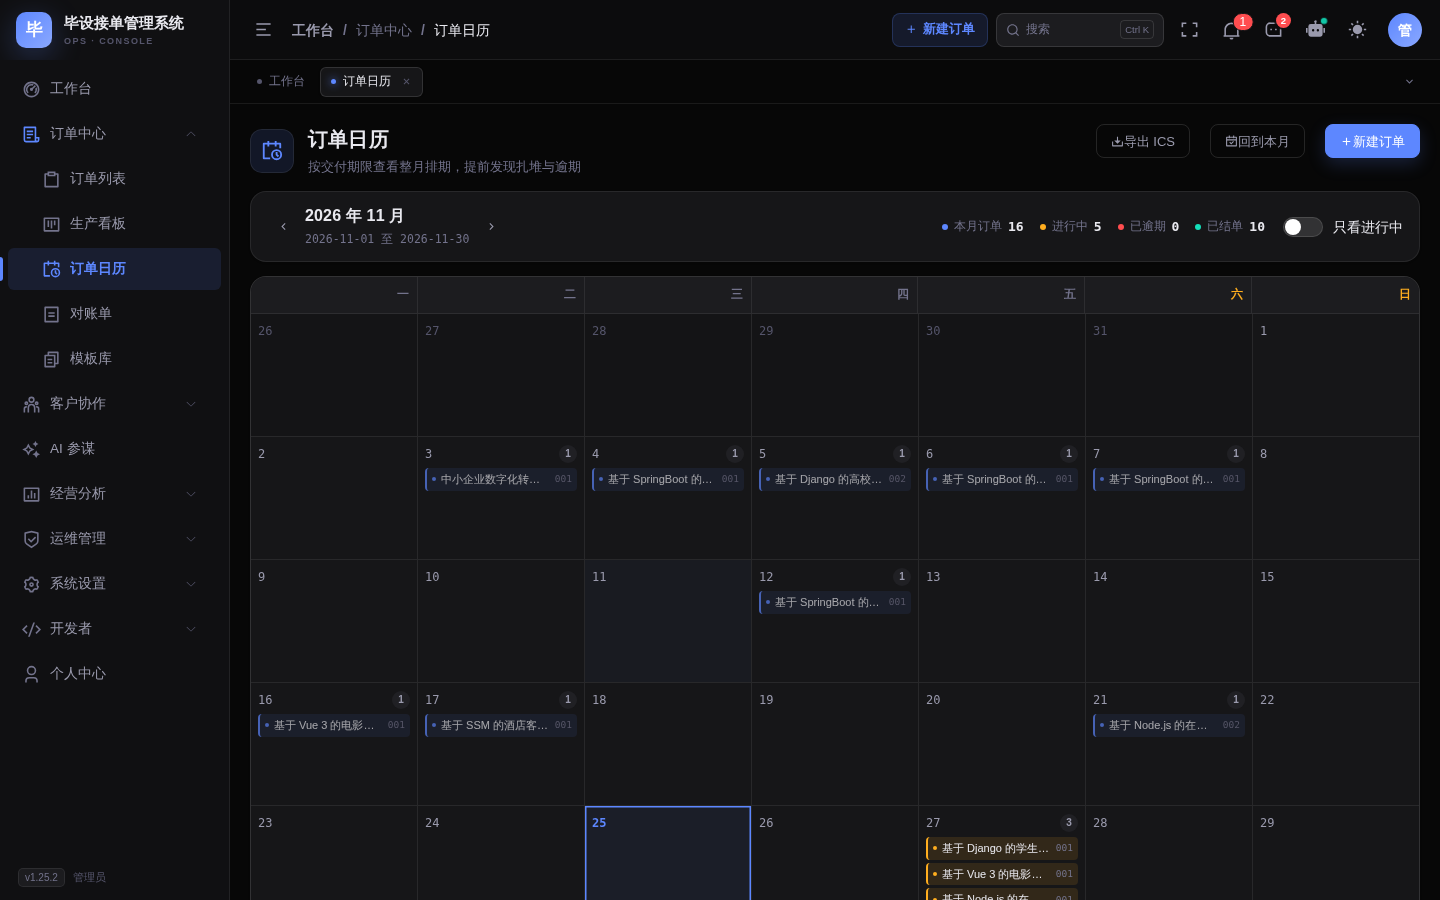 毕 毕设接单管理系统
OPS · CONSOLE
工作台 / 订单中心 / 订单日历
+ 新建订单
搜索 Ctrl K
1
2
管
工作台
订单日历 ×
工作台
订单中心
订单列表
生产看板
订单日历
对账单
模板库
客户协作
AI 参谋
经营分析
运维管理
系统设置
开发者
个人中心
v1.25.2 管理员
订单日历
按交付期限查看整月排期，提前发现扎堆与逾期
导出 ICS
回到本月
+ 新建订单
2026 年 11 月
2026-11-01 至 2026-11-30
本月订单 16 进行中 5 已逾期 0 已结单 10 只看进行中
一 二 三 四 五 六 日
26 27 28 29 30 31 1
2 3 1 4 1 5 1 6 1 7 1 8
中小企业数字化转... 001 基于 SpringBoot 的... 001 基于 Django 的高校... 002 基于 SpringBoot 的... 001 基于 SpringBoot 的... 001
9 10 11 12 1 13 14 15
基于 SpringBoot 的... 001
16 1 17 1 18 19 20 21 1 22
基于 Vue 3 的电影... 001 基于 SSM 的酒店客... 001 基于 Node.js 的在... 002
23 24 25 26 27 3 28 29
基于 Django 的学生... 001
基于 Vue 3 的电影... 001
基于 Node.js 的在... 001